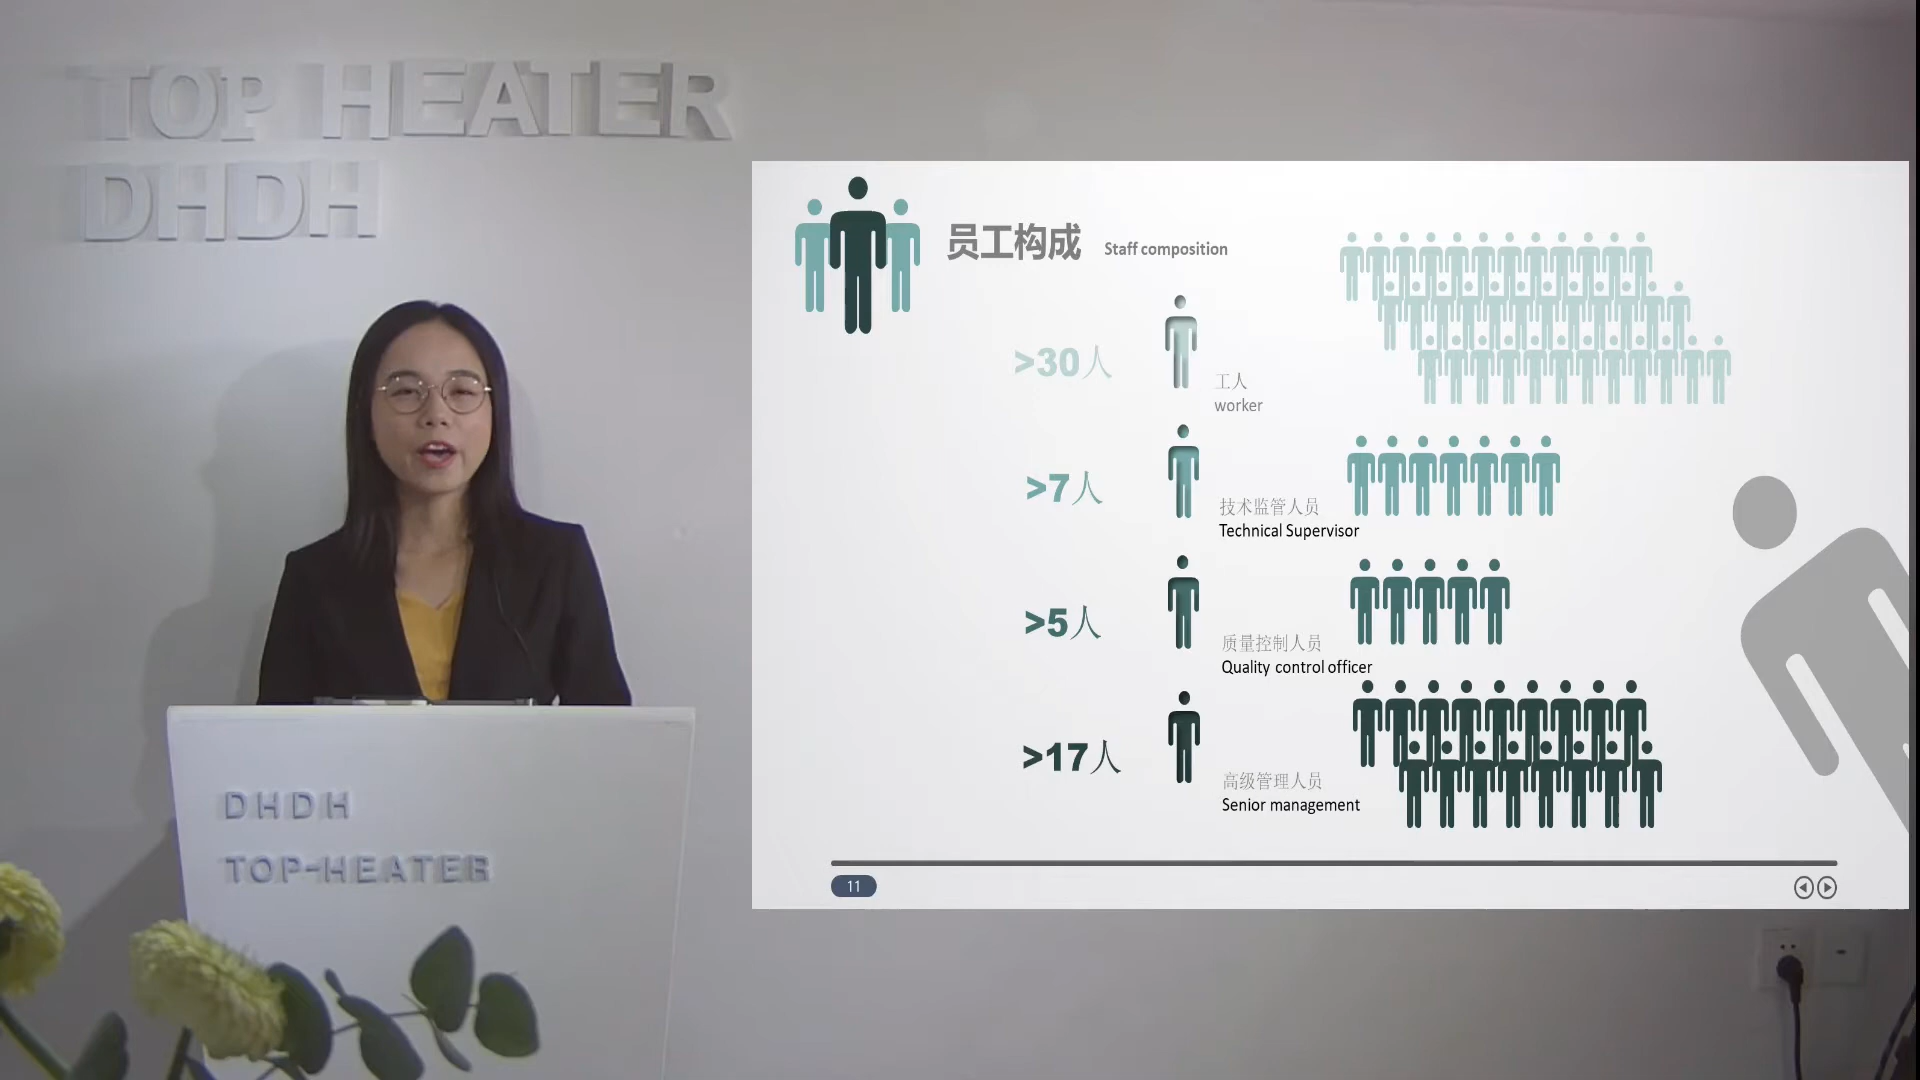 TOP HEATER
DHDH
员工构成 Staff composition
>30人
工人
worker
>7人
技术监管人员
Technical Supervisor
>5人
质量控制人员
Quality control officer
>17人
高级管理人员
Senior management
11
DHDH
TOP-HEATER